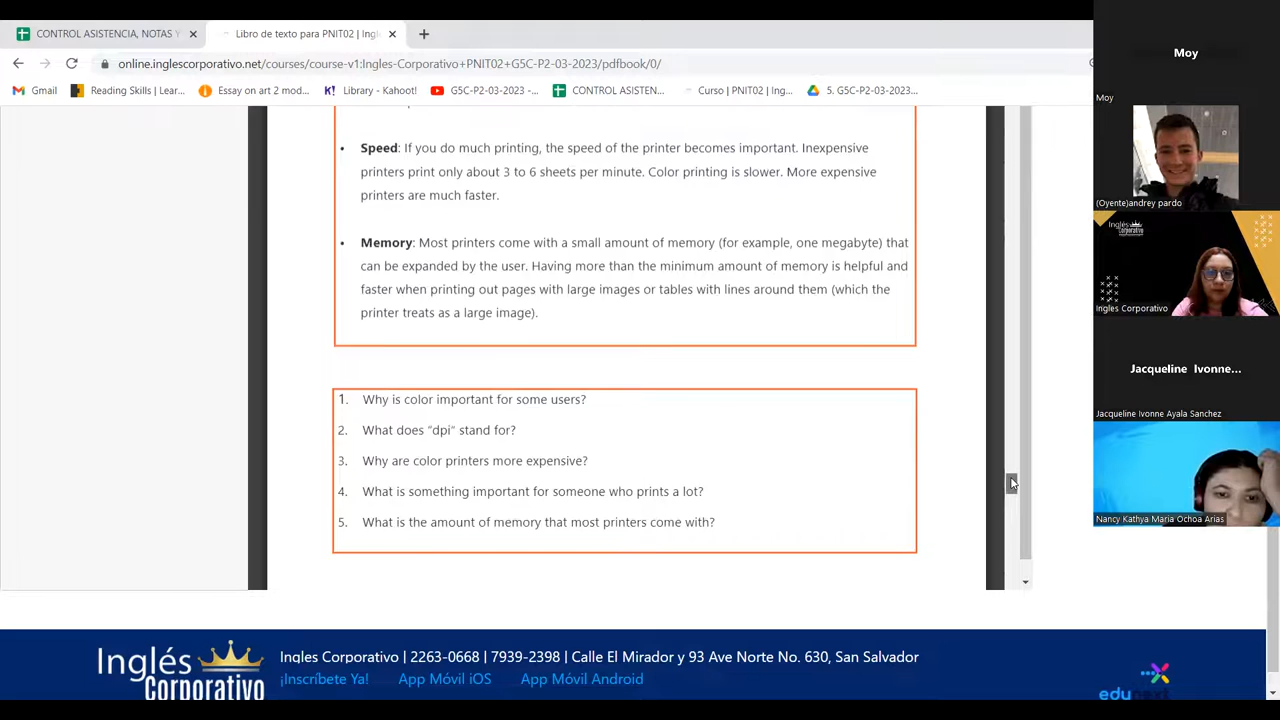 CONTROL ASISTENCIA, NOTAS Y
Libro de texto para PNIT02 | Ingl
online.inglescorporativo.net/courses/course-v1:Ingles-Corporativo+PNIT02+G5C-P2-03-2023/pdfbook/0/
Gmail
Reading Skills | Lear...
Essay on art 2 mod...
Library - Kahoot!
G5C-P2-03-2023 -...
CONTROL ASISTEN...
Curso | PNIT02 | Ing...
5. G5C-P2-03-2023...
• Speed: If you do much printing, the speed of the printer becomes important. Inexpensive
printers print only about 3 to 6 sheets per minute. Color printing is slower. More expensive
printers are much faster.
• Memory: Most printers come with a small amount of memory (for example, one megabyte) that
can be expanded by the user. Having more than the minimum amount of memory is helpful and
faster when printing out pages with large images or tables with lines around them (which the
printer treats as a large image).
1. Why is color important for some users?
2. What does “dpi” stand for?
3. Why are color printers more expensive?
4. What is something important for someone who prints a lot?
5. What is the amount of memory that most printers come with?
Inglés
Corporativo
Ingles Corporativo | 2263-0668 | 7939-2398 | Calle El Mirador y 93 Ave Norte No. 630, San Salvador
¡Inscríbete Ya!
App Móvil iOS
App Móvil Android
edunext
Moy
Moy
(Oyente)andrey pardo
Inglés
Corporativo
Ingles Corporativo
Jacqueline Ivonne...
Jacqueline Ivonne Ayala Sanchez
Nancy Kathya Maria Ochoa Arias